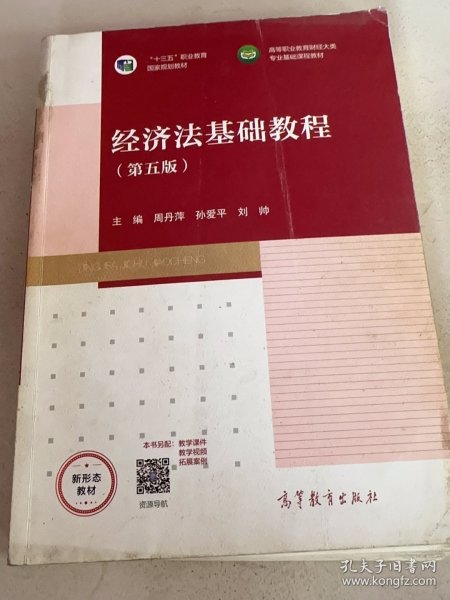 “十三五”职业教育
国家规划教材
高等职业教育财经大类
专业基础课程教材
经济法基础教程
（第五版）
主 编 周丹萍 孙爱平 刘 帅
JINGJIFA JICHU JIAOCHENG
本书另配：教学课件
教学视频
拓展案例
新形态
教材
资源导航
高等教育出版社
孔夫子旧书网
www.kongfz.com